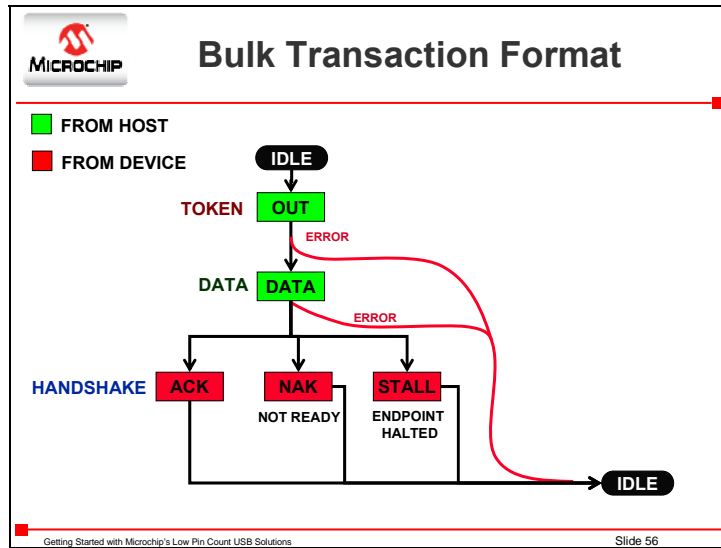 MICROCHIP
Bulk Transaction Format
FROM HOST
FROM DEVICE
IDLE
TOKEN
OUT
ERROR
DATA
DATA
ERROR
HANDSHAKE
ACK
NAK
STALL
NOT READY
ENDPOINT
HALTED
IDLE
Getting Started with Microchip's Low Pin Count USB Solutions
Slide 56